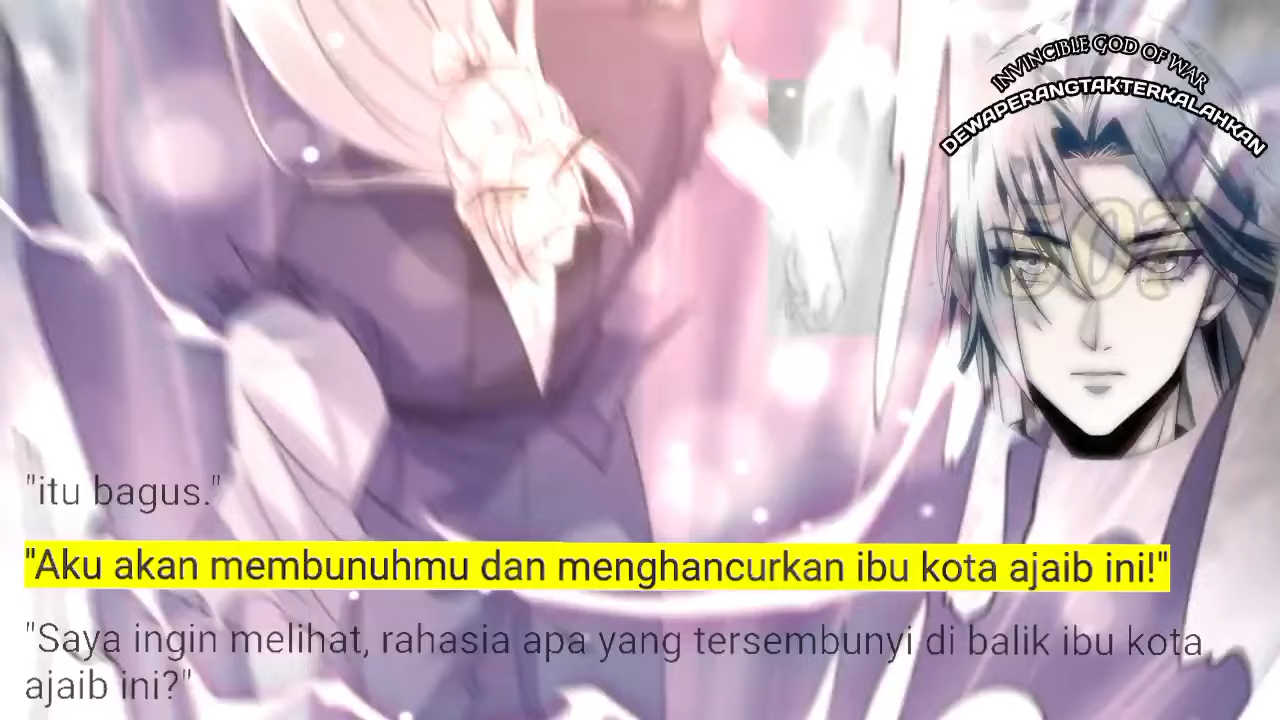 INVINCIBLE GOD OF WAR
DEWAPERANGTAKTERKALAHKAN
507
"itu bagus."
"Aku akan membunuhmu dan menghancurkan ibu kota ajaib ini!"
"Saya ingin melihat, rahasia apa yang tersembunyi di balik ibu kota
ajaib ini?"